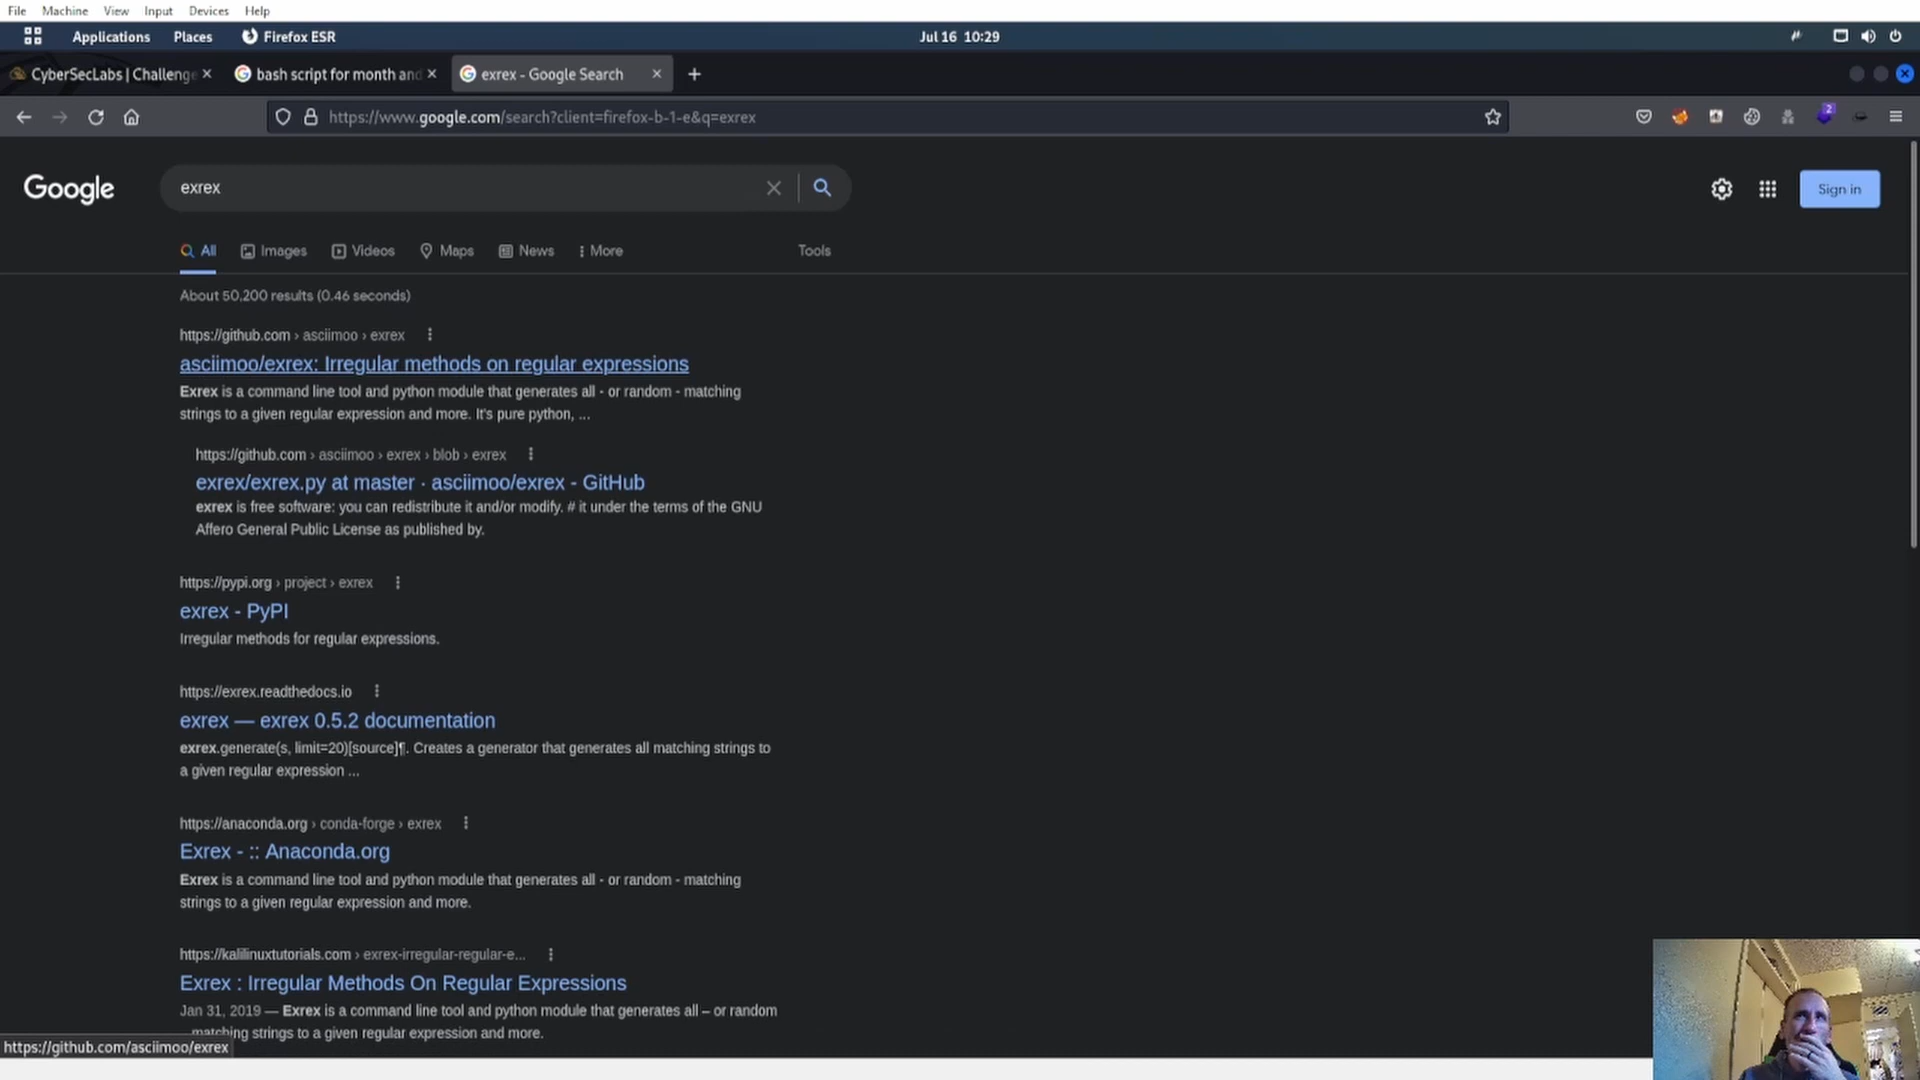 File Machine View Input Devices Help
Applications Places Firefox ESR Jul 16 10:29
CyberSecLabs | Challenge bash script for month and exrex - Google Search
https://www.google.com/search?client=firefox-b-1-e&q=exrex 2
Google exrex Sign in
All Images Videos Maps News More Tools
About 50,200 results (0.46 seconds)
https://github.com › asciimoo › exrex
asciimoo/exrex: Irregular methods on regular expressions
Exrex is a command line tool and python module that generates all - or random - matching
strings to a given regular expression and more. It's pure python, ...
https://github.com › asciimoo › exrex › blob › exrex
exrex/exrex.py at master · asciimoo/exrex - GitHub
exrex is free software: you can redistribute it and/or modify. # it under the terms of the GNU
Affero General Public License as published by.
https://pypi.org › project › exrex
exrex - PyPI
Irregular methods for regular expressions.
https://exrex.readthedocs.io
exrex — exrex 0.5.2 documentation
exrex.generate(s, limit=20)[source]¶. Creates a generator that generates all matching strings to
a given regular expression ...
https://anaconda.org › conda-forge › exrex
Exrex - :: Anaconda.org
Exrex is a command line tool and python module that generates all - or random - matching
strings to a given regular expression and more.
https://kalilinuxtutorials.com › exrex-irregular-regular-e...
Exrex : Irregular Methods On Regular Expressions
Jan 31, 2019 — Exrex is a command line tool and python module that generates all – or random
matching strings to a given regular expression and more.
https://github.com/asciimoo/exrex